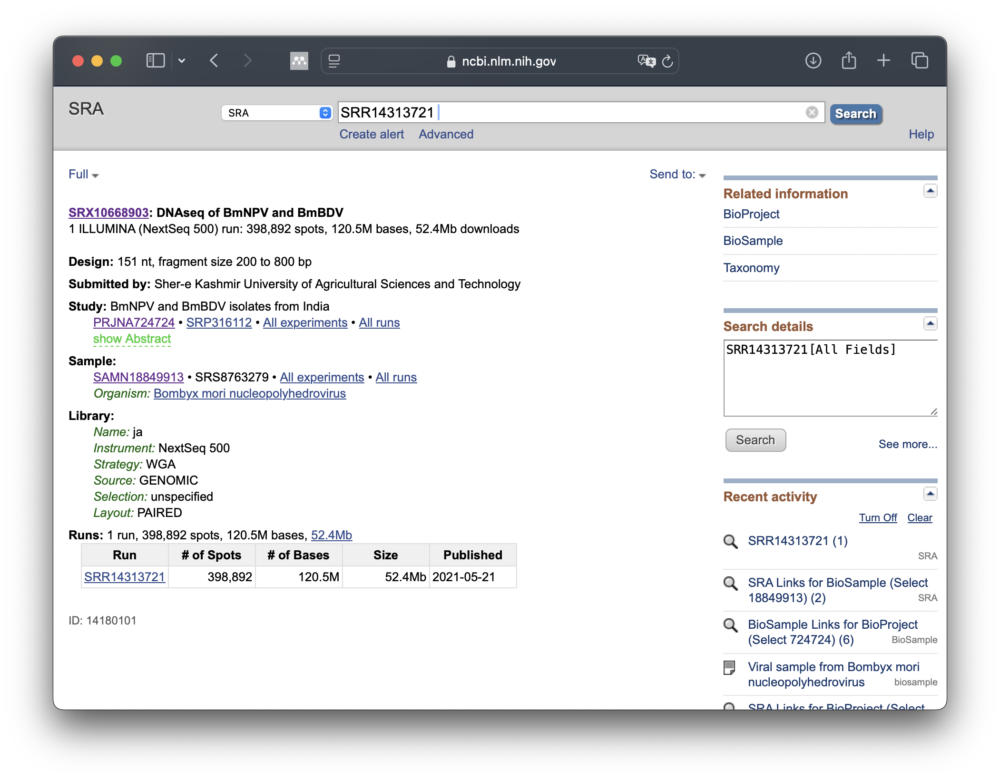 ncbi.nlm.nih.gov
SRA
SRA
SRR14313721
Search
Create alert Advanced
Help
Full
Send to:
SRX10668903: DNAseq of BmNPV and BmBDV
1 ILLUMINA (NextSeq 500) run: 398,892 spots, 120.5M bases, 52.4Mb downloads
Design: 151 nt, fragment size 200 to 800 bp
Submitted by: Sher-e Kashmir University of Agricultural Sciences and Technology
Study: BmNPV and BmBDV isolates from India
PRJNA724724 • SRP316112 • All experiments • All runs
show Abstract
Sample:
SAMN18849913 • SRS8763279 • All experiments • All runs
Organism: Bombyx mori nucleopolyhedrovirus
Library:
Name: ja
Instrument: NextSeq 500
Strategy: WGA
Source: GENOMIC
Selection: unspecified
Layout: PAIRED
Runs: 1 run, 398,892 spots, 120.5M bases, 52.4Mb
Run # of Spots # of Bases Size Published
SRR14313721 398,892 120.5M 52.4Mb 2021-05-21
ID: 14180101
Related information
BioProject
BioSample
Taxonomy
Search details
SRR14313721[All Fields]
Search
See more...
Recent activity
Turn Off Clear
SRR14313721 (1)
SRA
SRA Links for BioSample (Select
18849913) (2) SRA
BioSample Links for BioProject
(Select 724724) (6) BioSample
Viral sample from Bombyx mori
nucleopolyhedrovirus biosample
SRA Links for BioProject (Select